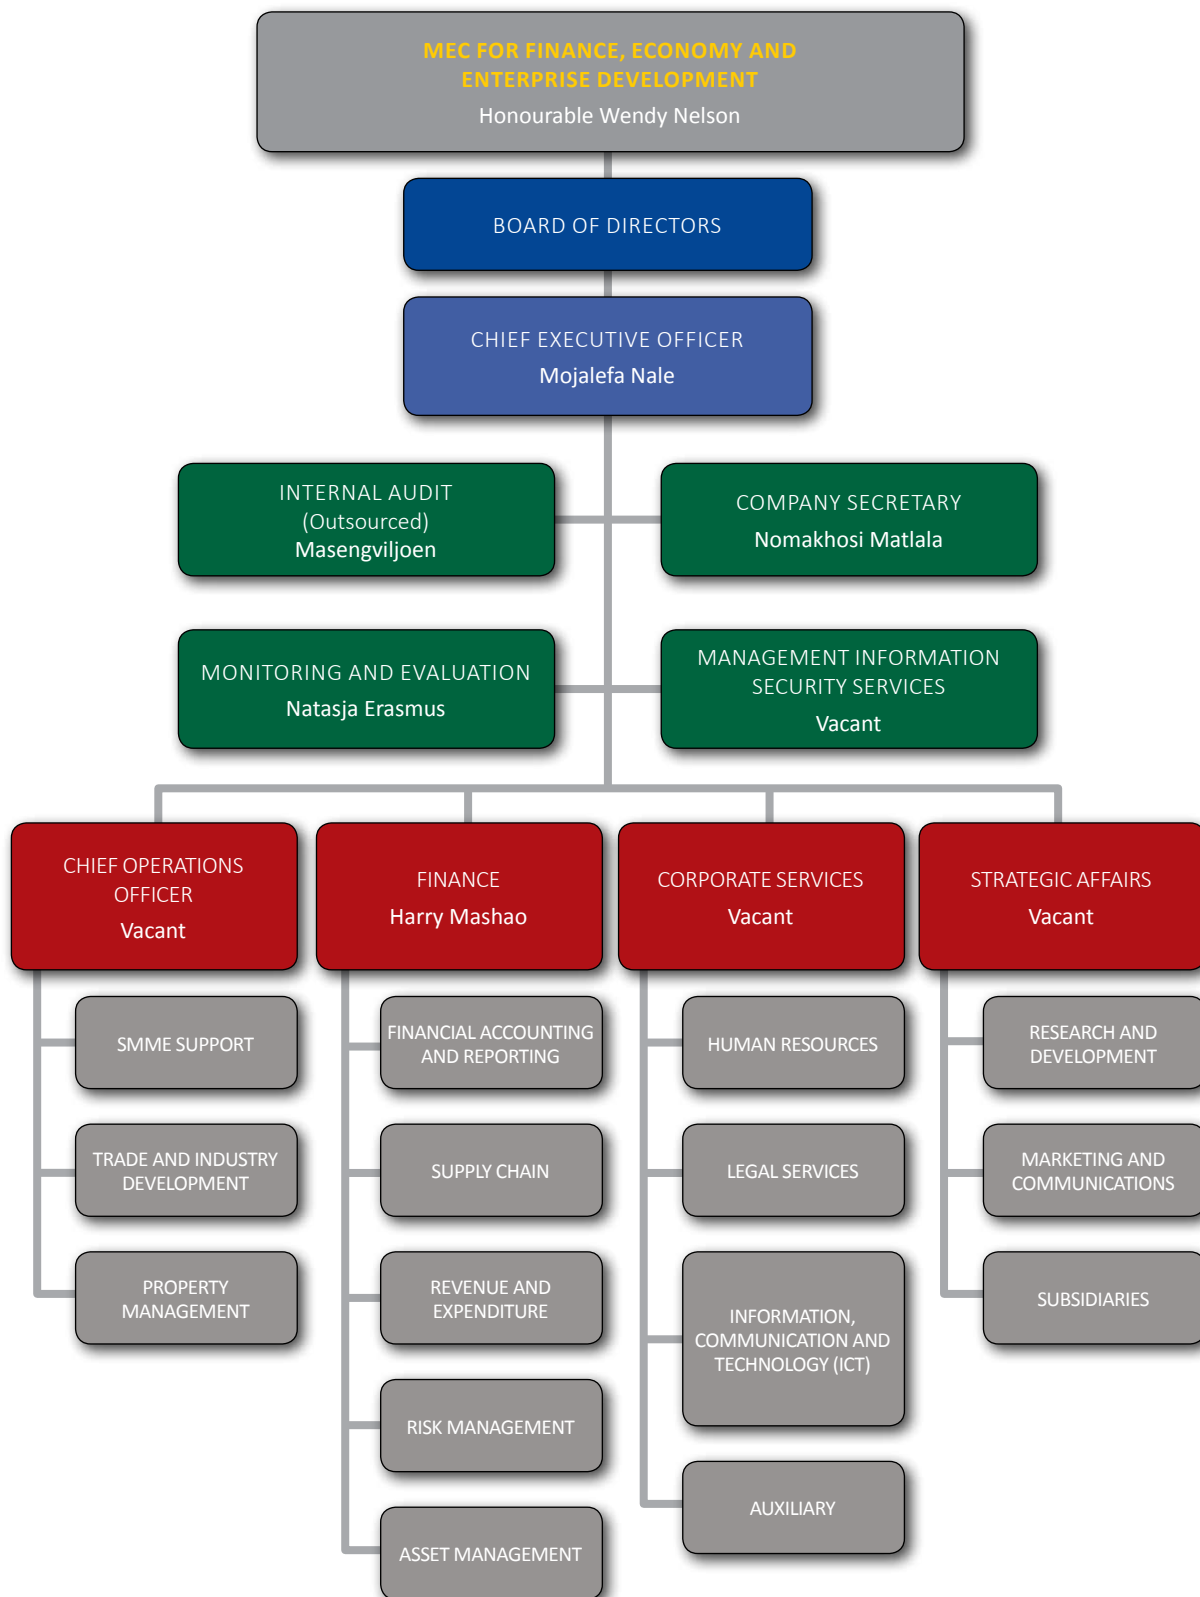 MEC FOR FINANCE, ECONOMY AND
ENTERPRISE DEVELOPMENT
Honourable Wendy Nelson
BOARD OF DIRECTORS
CHIEF EXECUTIVE OFFICER
Mojalefa Nale
INTERNAL AUDIT
(Outsourced)
Masengviljoen
COMPANY SECRETARY
Nomakhosi Matlala
MONITORING AND EVALUATION
Natasja Erasmus
MANAGEMENT INFORMATION
SECURITY SERVICES
Vacant
CHIEF OPERATIONS
OFFICER
Vacant
FINANCE
Harry Mashao
CORPORATE SERVICES
Vacant
STRATEGIC AFFAIRS
Vacant
SMME SUPPORT
TRADE AND INDUSTRY
DEVELOPMENT
PROPERTY
MANAGEMENT
FINANCIAL ACCOUNTING
AND REPORTING
SUPPLY CHAIN
REVENUE AND
EXPENDITURE
RISK MANAGEMENT
ASSET MANAGEMENT
HUMAN RESOURCES
LEGAL SERVICES
INFORMATION,
COMMUNICATION AND
TECHNOLOGY (ICT)
AUXILIARY
RESEARCH AND
DEVELOPMENT
MARKETING AND
COMMUNICATIONS
SUBSIDIARIES